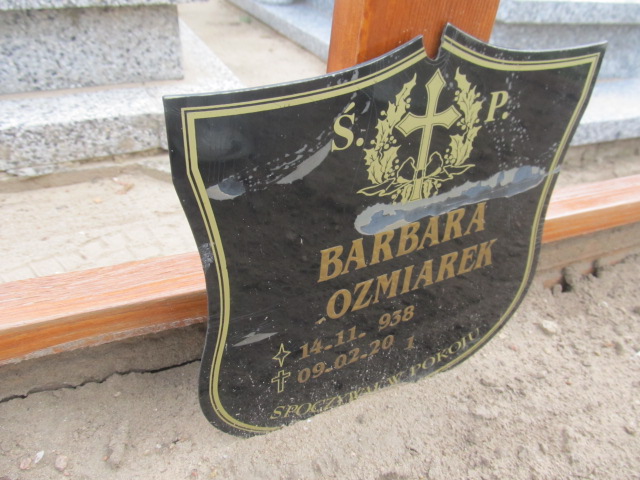 Ś. P.
BARBARA
OZMIAREK
14-11- 938
09-02-20 1
SPOCZYWAJ W POKOJU